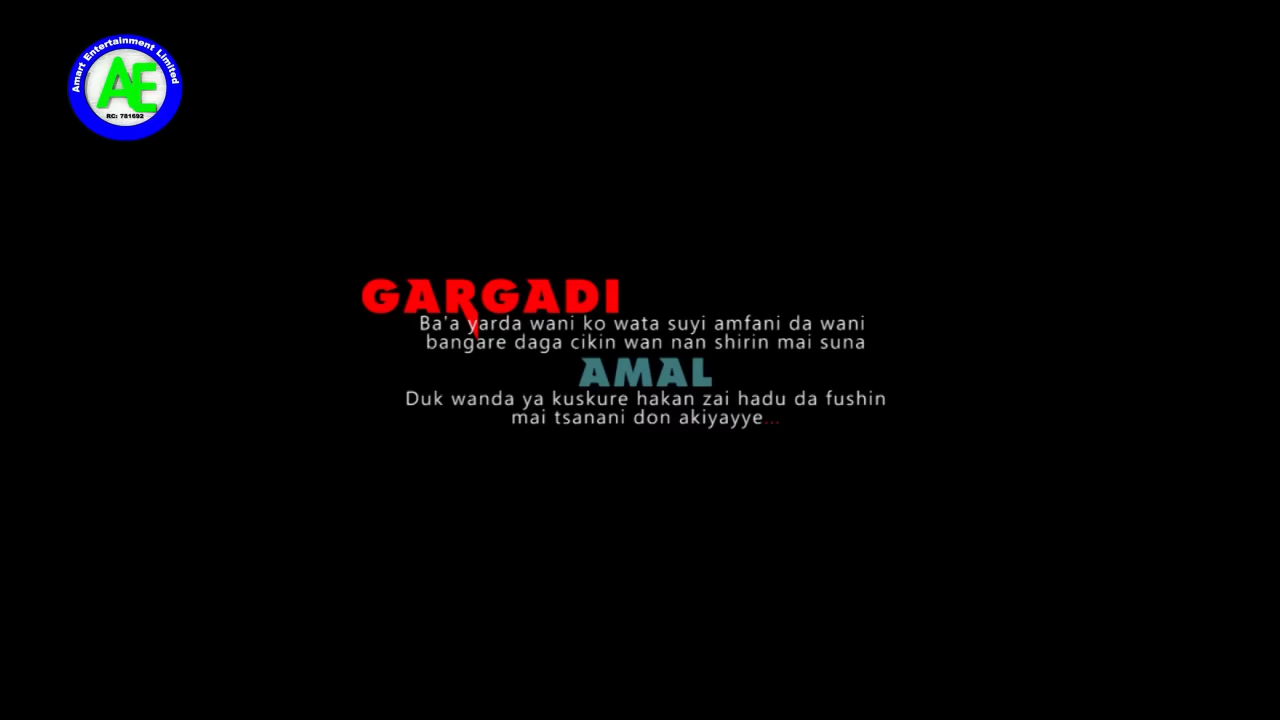 Amart Entertainment Limited
AE
RC: 781692
GARGADI
Ba'a yarda wani ko wata suyi amfani da wani
bangare daga cikin wan nan shirin mai suna
AMAL
Duk wanda ya kuskure hakan zai hadu da fushin
mai tsanani don akiyayye...